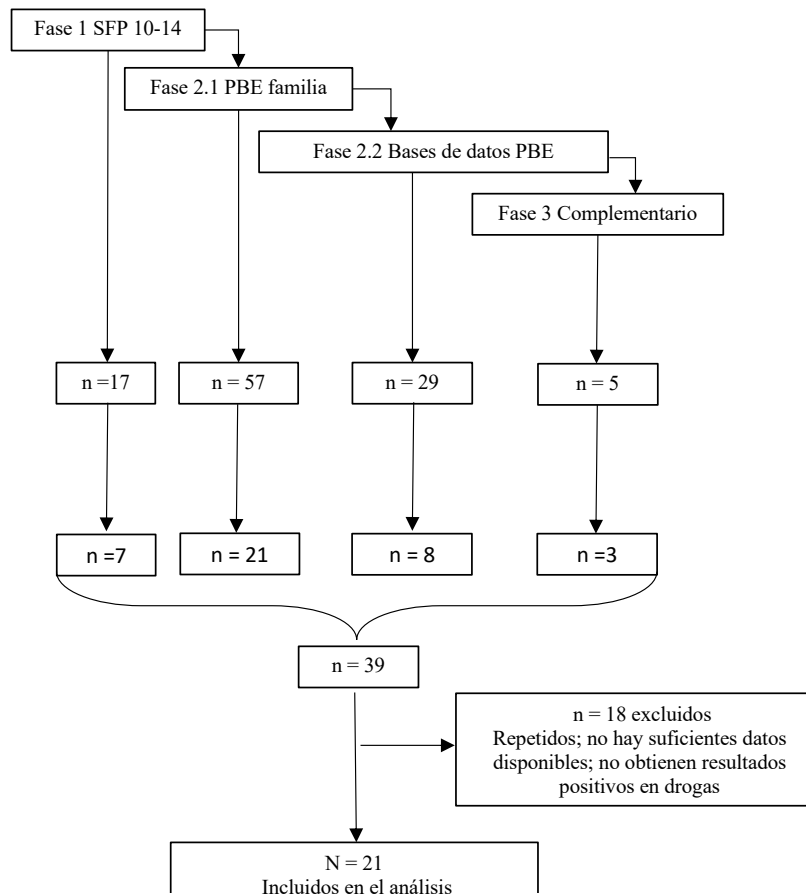 Fase 1 SFP 10-14
Fase 2.1 PBE familia
Fase 2.2 Bases de datos PBE
Fase 3 Complementario
n =17
n = 57
n = 29
n = 5
n =7
n = 21
n = 8
n =3
n = 39
n = 18 excluidos
Repetidos; no hay suficientes datos
disponibles; no obtienen resultados
positivos en drogas
N = 21
Incluidos en el análisis